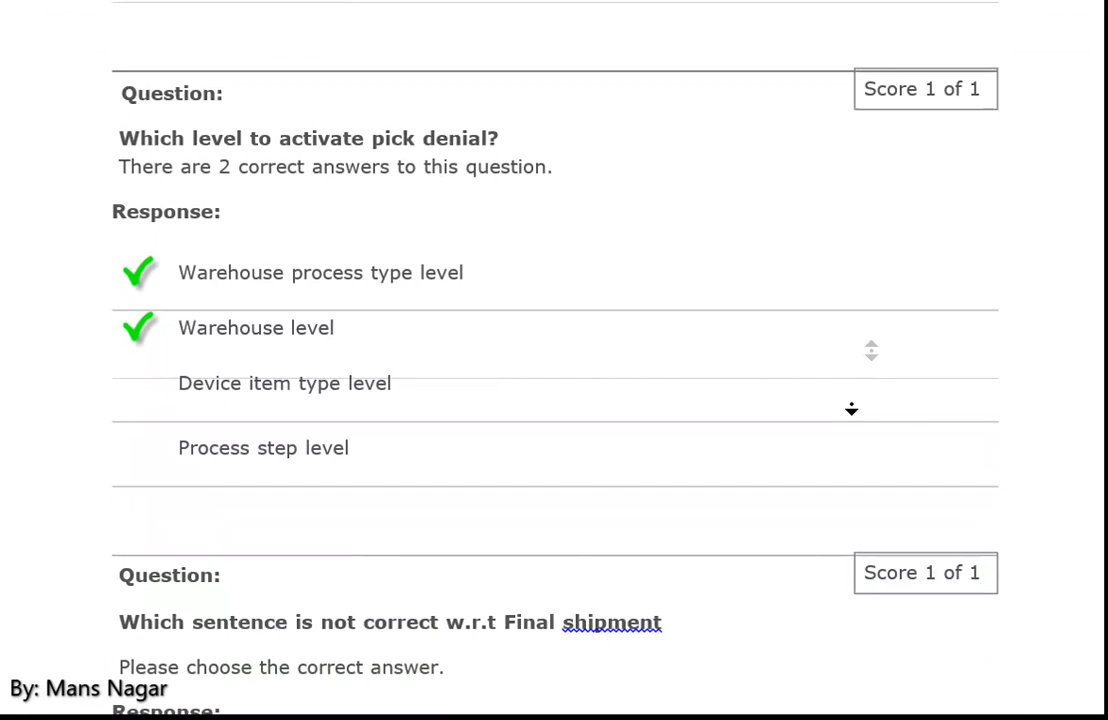 Score 1 of 1
Question:
Which level to activate pick denial?
There are 2 correct answers to this question.
Response:
Warehouse process type level
Warehouse level
Device item type level
Process step level
Score 1 of 1
Question:
Which sentence is not correct w.r.t Final shipment
Please choose the correct answer.
By: Mans Nagar
Response: